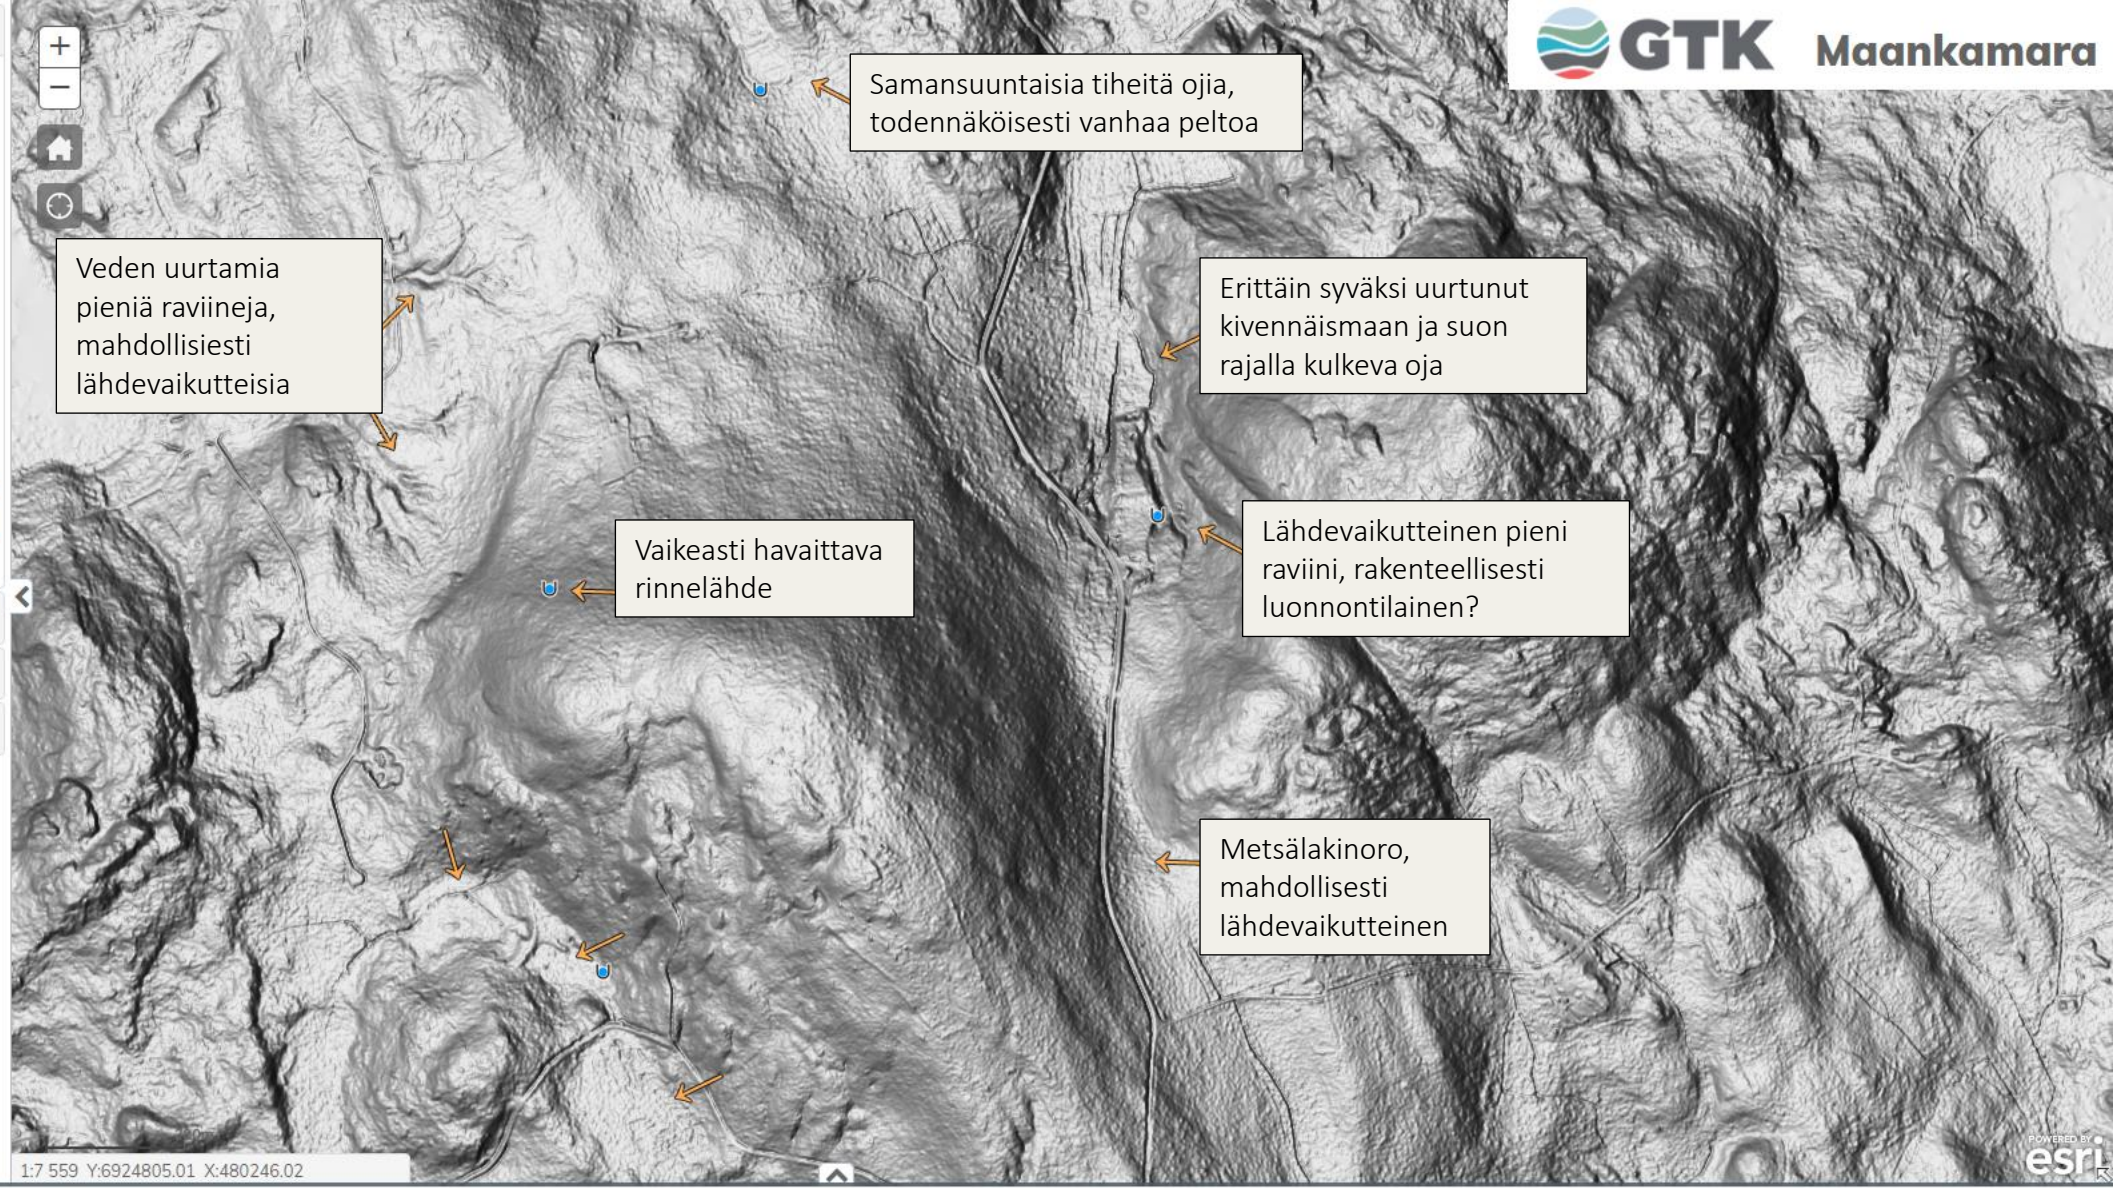 GTK Maankamara
Samansuuntaisia tiheitä ojia,
todennäköisesti vanhaa peltoa
Veden uurtamia
pieniä raviineja,
mahdollisiesti
lähdevaikutteisia
Erittäin syväksi uurtunut
kivennäismaan ja suon
rajalla kulkeva oja
Vaikeasti havaittava
rinnelähde
Lähdevaikutteinen pieni
raviini, rakenteellisesti
luonnontilainen?
Metsälakinoro,
mahdollisesti
lähdevaikutteinen
1:7 559 Y:6924805.01 X:480246.02
POWERED BY
esri